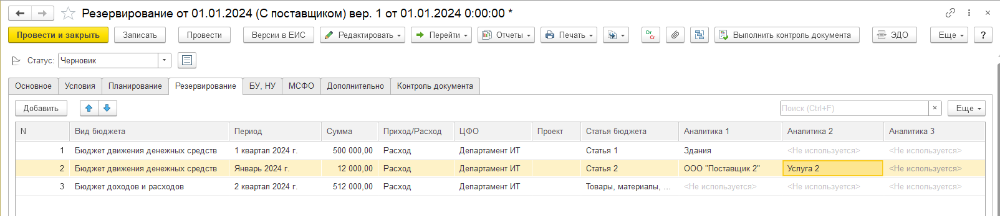 Резервирование от 01.01.2024 (С поставщиком) вер. 1 от 01.01.2024 0:00:00 *
Провести и закрыть Записать Провести Версии в ЕИС Редактировать Перейти Отчеты Печать Dr Cr Выполнить контроль документа ЭДО Еще ?
Статус: Черновик
Основное Условия Планирование Резервирование БУ, НУ МСФО Дополнительно Контроль документа
Добавить Поиск (Ctrl+F) × Еще
N Вид бюджета Период Сумма Приход/Расход ЦФО Проект Статья бюджета Аналитика 1 Аналитика 2 Аналитика 3
1 Бюджет движения денежных средств 1 квартал 2024 г. 500 000,00 Расход Департамент ИТ Статья 1 Здания <Не используется> <Не используется>
2 Бюджет движения денежных средств Январь 2024 г. 12 000,00 Расход Департамент ИТ Статья 2 ООО "Поставщик 2" Услуга 2 <Не используется>
3 Бюджет доходов и расходов 2 квартал 2024 г. 512 000,00 Расход Департамент ИТ Товары, материалы, ... <Не используется> <Не используется> <Не используется>